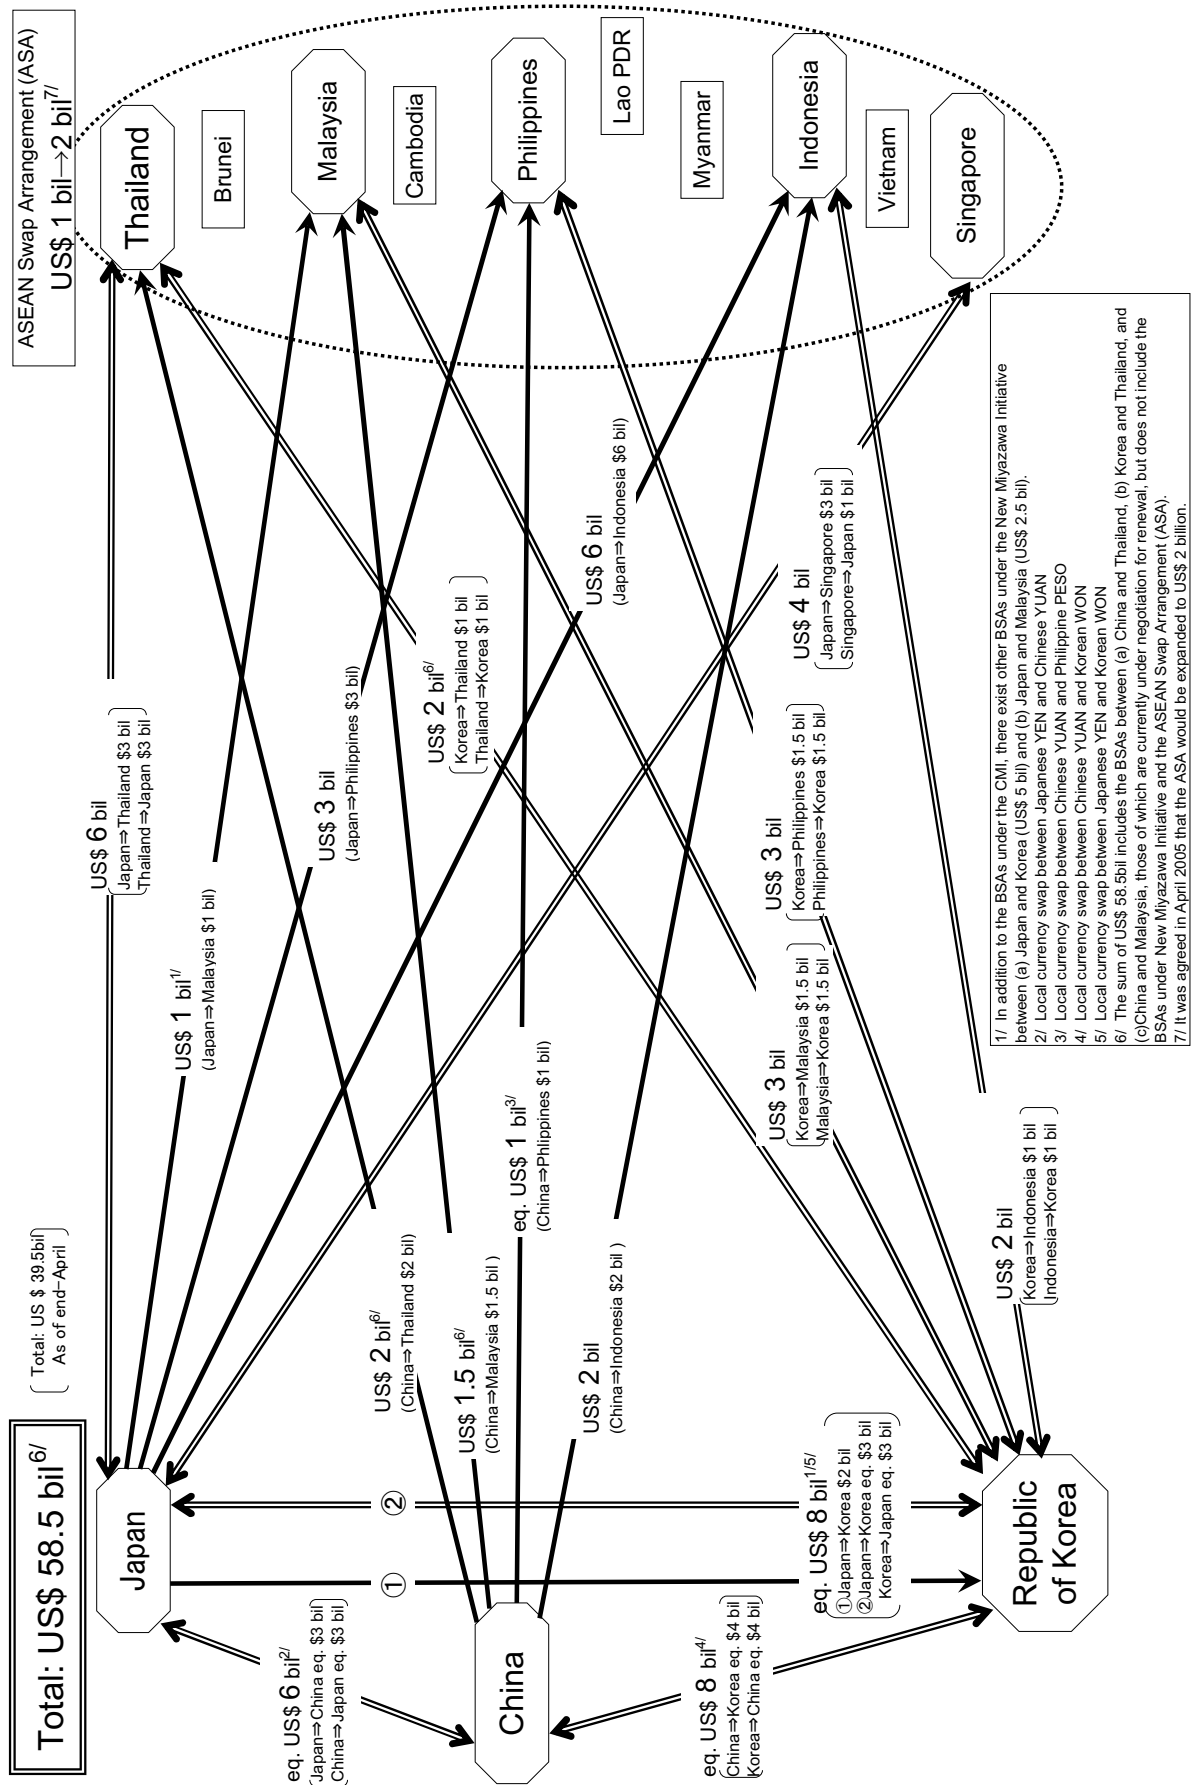 Total: US$ 58.5 bil6/
Total: US $ 39.5bil
As of end-April
ASEAN Swap Arrangement (ASA)
US$ 1 bil→2 bil7/
Japan
China
Republic
of Korea
Thailand
Brunei
Malaysia
Cambodia
Philippines
Lao PDR
Myanmar
Indonesia
Vietnam
Singapore
US$ 6 bil
Japan⇒Thailand $3 bil
Thailand⇒Japan $3 bil
US$ 1 bil1/
(Japan⇒Malaysia $1 bil)
US$ 3 bil
(Japan⇒Philippines $3 bil)
US$ 2 bil6/
Korea⇒Thailand $1 bil
Thailand⇒Korea $1 bil
US$ 6 bil
(Japan⇒Indonesia $6 bil)
US$ 4 bil
Japan⇒Singapore $3 bil
Singapore⇒Japan $1 bil
US$ 2 bil6/
(China⇒Thailand $2 bil)
US$ 1.5 bil6/
(China⇒Malaysia $1.5 bil )
eq. US$ 1 bil3/
(China⇒Philippines $1 bil)
US$ 2 bil
(China⇒Indonesia $2 bil )
US$ 3 bil
Korea⇒Philippines $1.5 bil
Philippines⇒Korea $1.5 bil
US$ 3 bil
Korea⇒Malaysia $1.5 bil
Malaysia⇒Korea $1.5 bil
US$ 2 bil
Korea⇒Indonesia $1 bil
Indonesia⇒Korea $1 bil
①
②
eq. US$ 6 bil2/
Japan⇒China eq. $3 bil
China⇒Japan eq. $3 bil
eq. US$ 8 bil4/
China⇒Korea eq. $4 bil
Korea⇒China eq. $4 bil
eq. US$ 8 bil1/5/
①Japan⇒Korea $2 bil
②Japan⇒Korea eq. $3 bil
Korea⇒Japan eq. $3 bil
1/ In addition to the BSAs under the CMI, there exist other BSAs under the New Miyazawa Initiative
between (a) Japan and Korea (US$ 5 bil) and (b) Japan and Malaysia (US$ 2.5 bil).
2/ Local currency swap between Japanese YEN and Chinese YUAN
3/ Local currency swap between Chinese YUAN and Philippine PESO
4/ Local currency swap between Chinese YUAN and Korean WON
5/ Local currency swap between Japanese YEN and Korean WON
6/ The sum of US$ 58.5bil includes the BSAs between (a) China and Thailand, (b) Korea and Thailand, and
(c)China and Malaysia, those of which are currently under negotiation for renewal, but does not include the
BSAs under New Miyazawa Initiative and the ASEAN Swap Arrangement (ASA).
7/ It was agreed in April 2005 that the ASA would be expanded to US$ 2 billion.